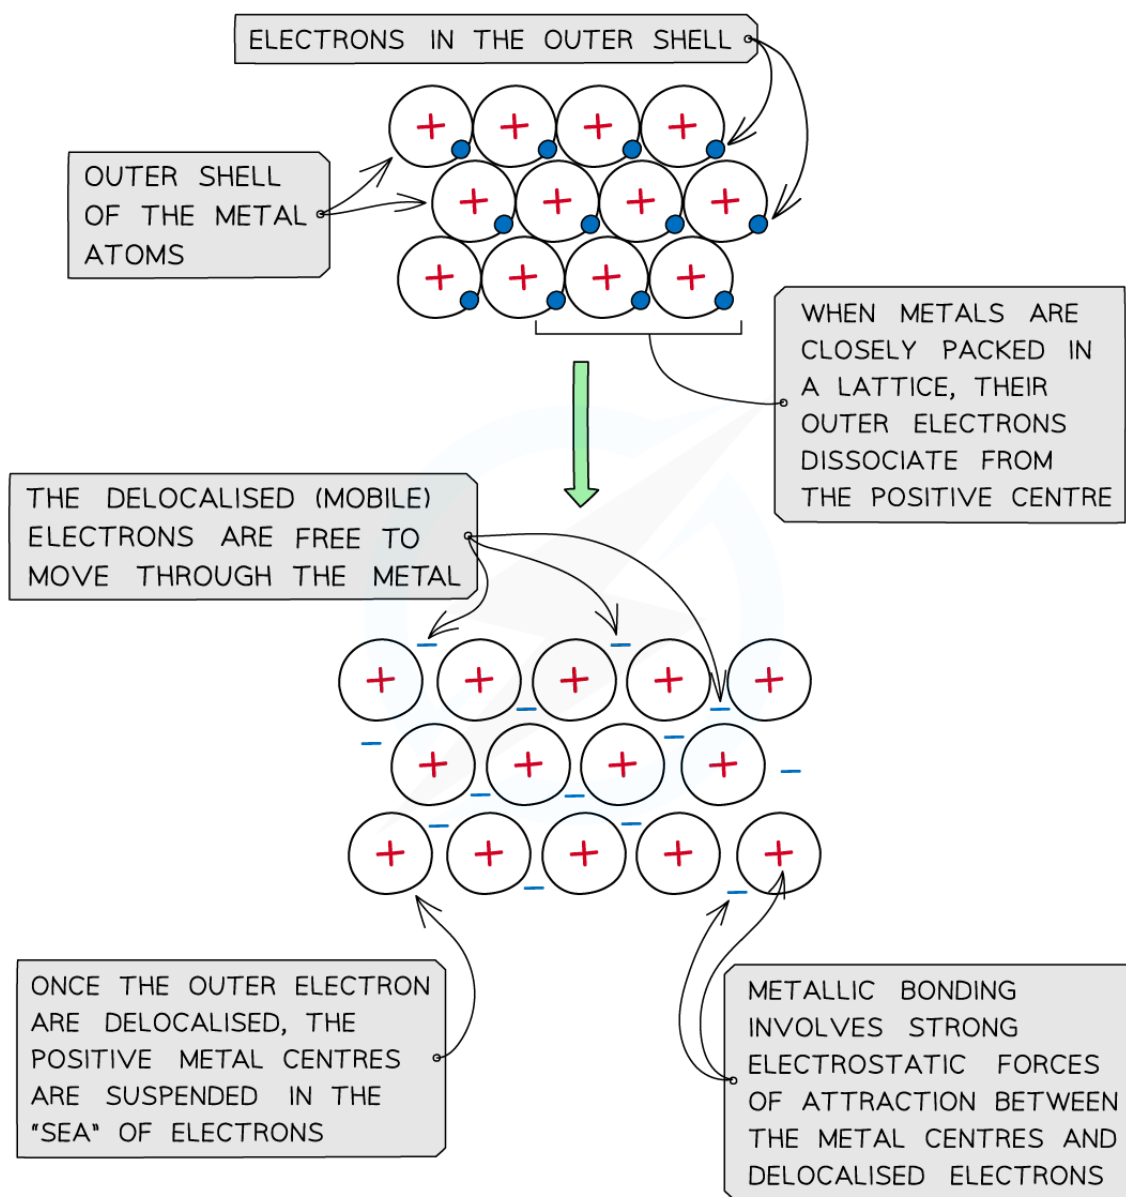 ELECTRONS IN THE OUTER SHELL
OUTER SHELL
OF THE METAL
ATOMS
WHEN METALS ARE
CLOSELY PACKED IN
A LATTICE, THEIR
OUTER ELECTRONS
DISSOCIATE FROM
THE POSITIVE CENTRE
THE DELOCALISED (MOBILE)
ELECTRONS ARE FREE TO
MOVE THROUGH THE METAL
ONCE THE OUTER ELECTRON
ARE DELOCALISED, THE
POSITIVE METAL CENTRES
ARE SUSPENDED IN THE
"SEA" OF ELECTRONS
METALLIC BONDING
INVOLVES STRONG
ELECTROSTATIC FORCES
OF ATTRACTION BETWEEN
THE METAL CENTRES AND
DELOCALISED ELECTRONS